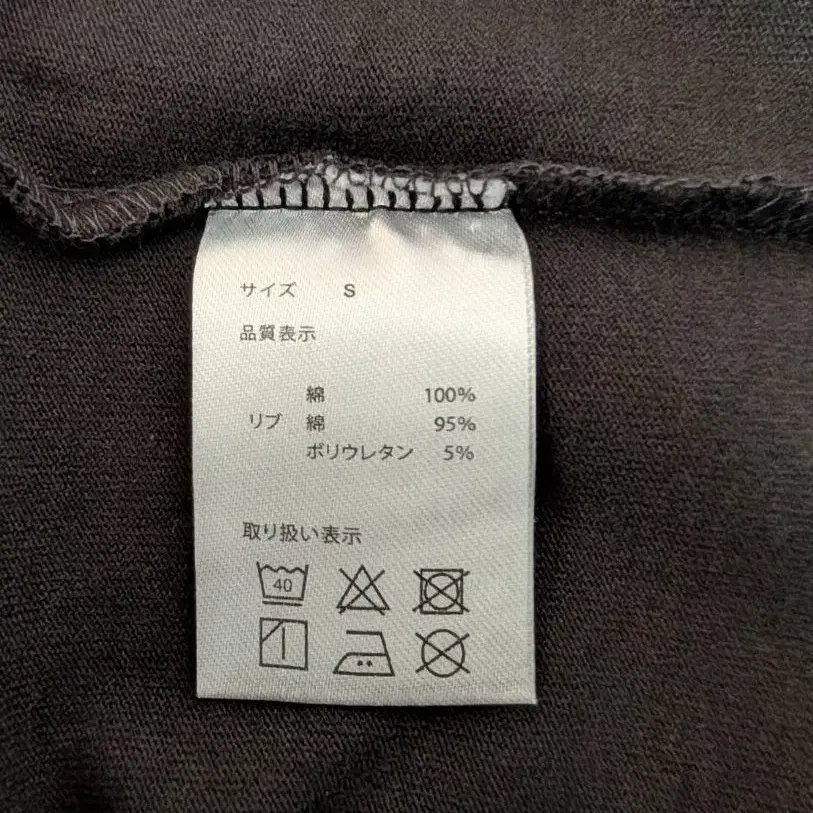 サイズ S
品質表示
綿 100%
リブ 綿 95%
ポリウレタン 5%
取り扱い表示
40